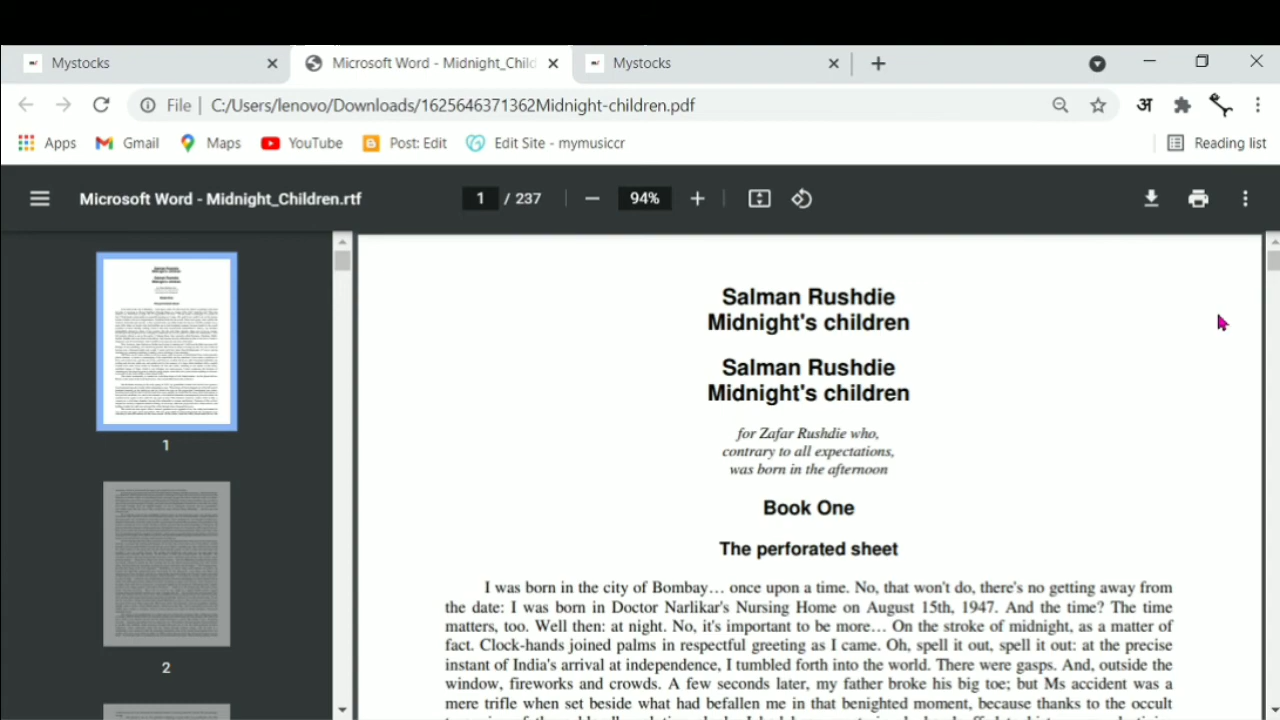 Mystocks
Microsoft Word - Midnight_Child
Mystocks
File
C:/Users/lenovo/Downloads/1625646371362Midnight-children.pdf
अ
Apps
Gmail
Maps
YouTube
Post: Edit
Edit Site - mymusiccr
Reading list
Microsoft Word - Midnight_Children.rtf
1 / 237
94%
1
2
Salman Rushdie
Midnight's children
Salman Rushdie
Midnight's children
for Zafar Rushdie who,
contrary to all expectations,
was born in the afternoon
Book One
The perforated sheet
I was born in the city of Bombay... once upon a time. No, that won't do, there's no getting away from
the date: I was born in Doctor Narlikar's Nursing Home on August 15th, 1947. And the time? The time
matters, too. Well then: at night. No, it's important to be more... On the stroke of midnight, as a matter of
fact. Clock-hands joined palms in respectful greeting as I came. Oh, spell it out, spell it out: at the precise
instant of India's arrival at independence, I tumbled forth into the world. There were gasps. And, outside the
window, fireworks and crowds. A few seconds later, my father broke his big toe; but Ms accident was a
mere trifle when set beside what had befallen me in that benighted moment, because thanks to the occult